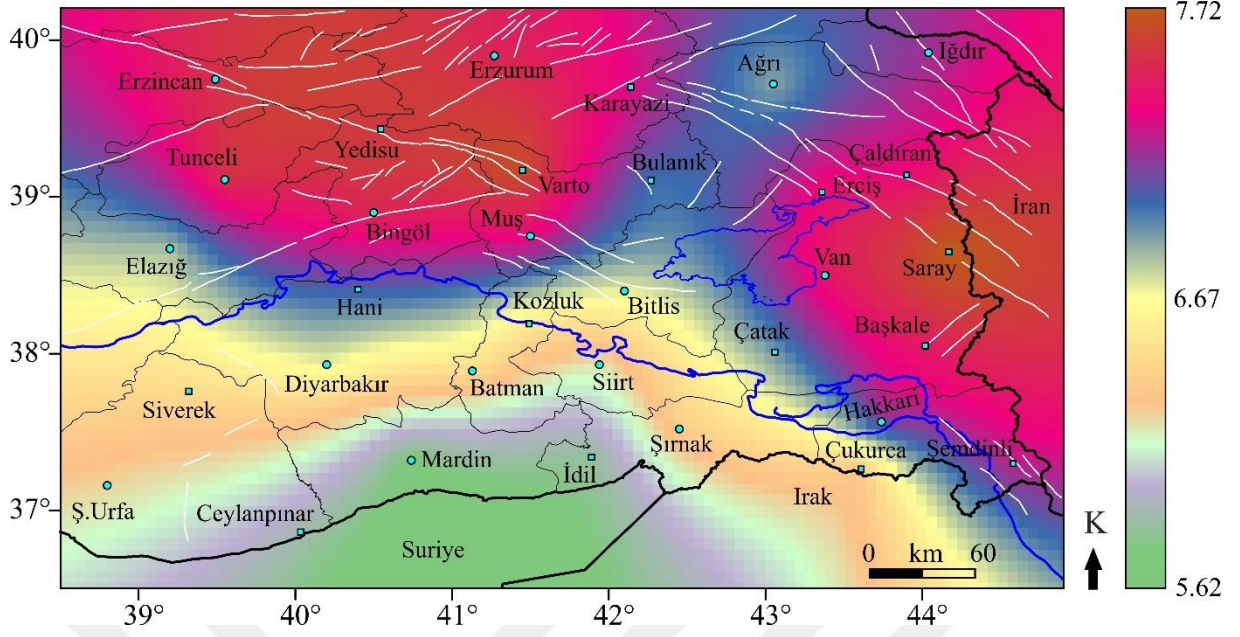 40°
39°
38°
37°
Erzincan
Erzurum
Ağrı
Iğdır
Karayazi
Tunceli
Yedisu
Varto
Bulanık
Çaldıran
Erciş
İran
Bingöl
Muş
Elazığ
Van
Saray
Hani
Kozluk
Bitlis
Çatak
Başkale
Diyarbakır
Batman
Siirt
Siverek
Hakkari
Şırnak
Çukurca
Şemdinli
Mardin
İdil
Ş.Urfa
Ceylanpınar
Irak
Suriye
0 km 60
39° 40° 41° 42° 43° 44°
K
7.72
6.67
5.62